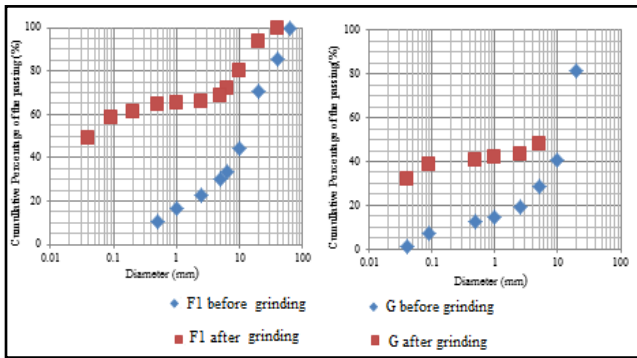 Cumulative Percentage of the passing (%)
100
80
60
40
20
0
0.01 0.1 1.0 10 100
Diameter (mm)
F1 before grinding
F1 after grinding
Cumulative Percentage of the passing(%)
100
80
60
40
20
0
0.01 0.1 1.0 10 100
Diameter (mm)
G before grinding
G after grinding